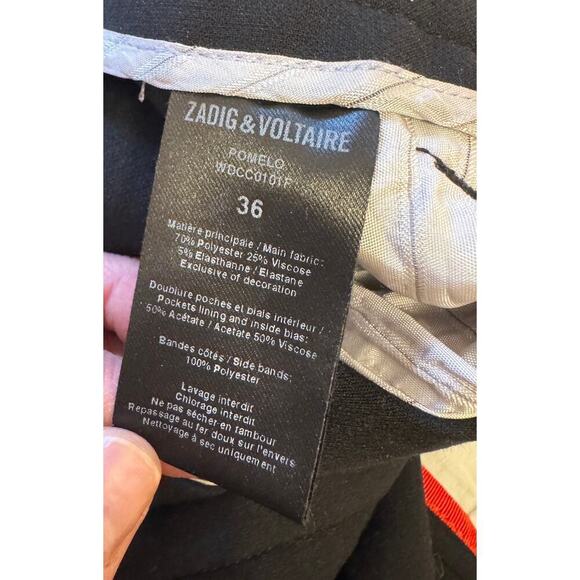 ZADIG & VOLTAIRE
POMELO
WDCC0101F
36
Matière principale / Main fabric:
70% Polyester 25% Viscose
5% Elasthanne / Elastane
Exclusive of decoration
Doublure poches et biais intérieur /
Pockets lining and inside bias:
50% Acétate / Acetate 50% Viscose
Bandes côtés / Side bands:
100% Polyester
Lavage interdit
Chlorage interdit
Ne pas sécher en tambour
Repassage au fer doux sur l'envers
Nettoyage à sec uniquement